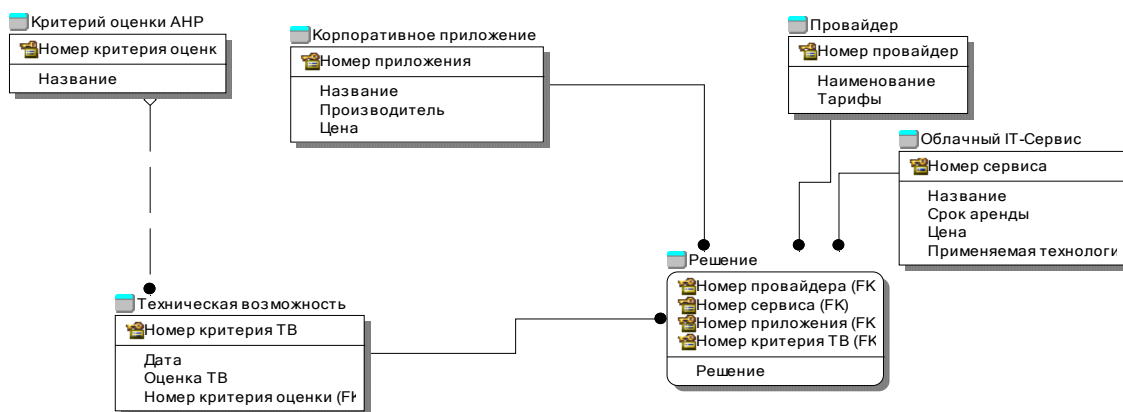 Критерий оценки АНР
Номер критерия оценк
Название
Корпоративное приложение
Номер приложения
Название
Производитель
Цена
Провайдер
Номер провайдер
Наименование
Тарифы
Облачный IT-Сервис
Номер сервиса
Название
Срок аренды
Цена
Применяемая технологи
Техническая возможность
Номер критерия ТВ
Дата
Оценка ТВ
Номер критерия оценки (FK
Решение
Номер провайдера (FK
Номер сервиса (FK)
Номер приложения (FK
Номер критерия ТВ (FK
Решение